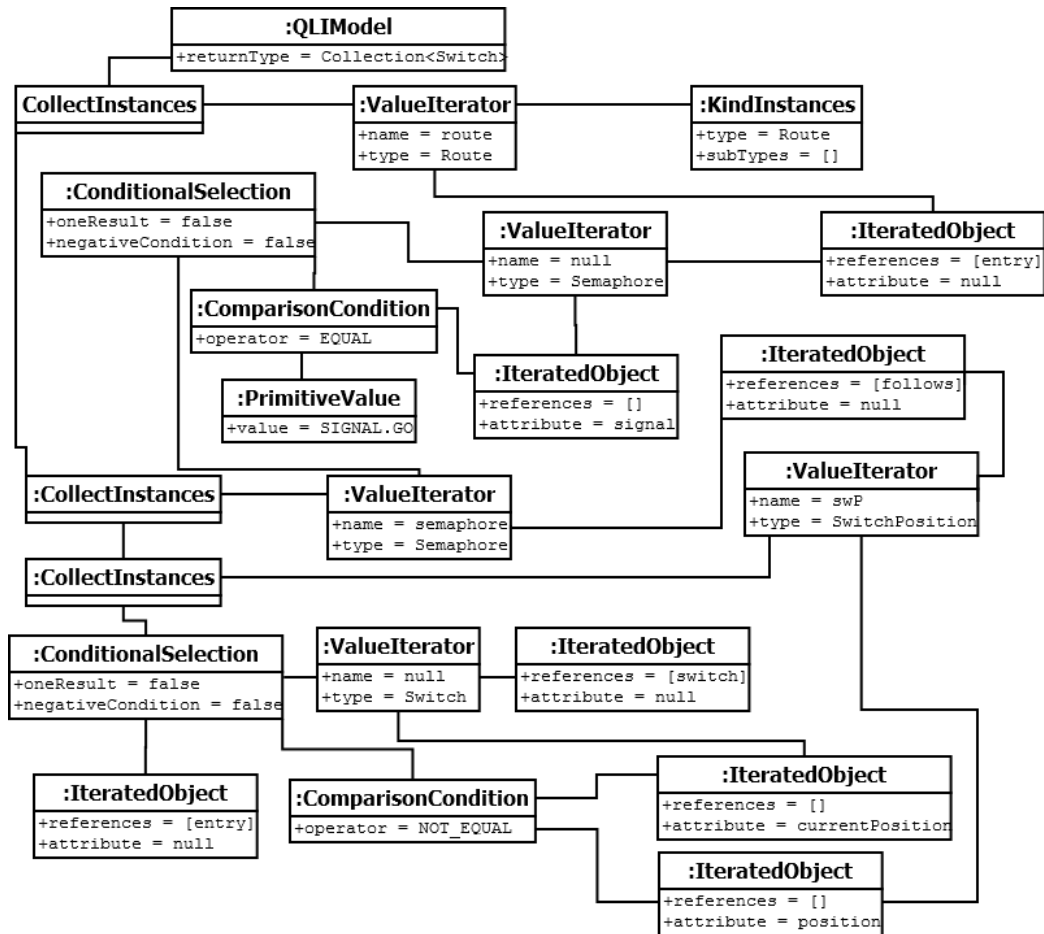 :QLIModel
+returnType = Collection<Switch>
CollectInstances
:ValueIterator
+name = route
+type = Route
:KindInstances
+type = Route
+subTypes = []
:ConditionalSelection
+oneResult = false
+negativeCondition = false
:ValueIterator
+name = null
+type = Semaphore
:IteratedObject
+references = [entry]
+attribute = null
:ComparisonCondition
+operator = EQUAL
:IteratedObject
+references = []
+attribute = signal
:IteratedObject
+references = [follows]
+attribute = null
:PrimitiveValue
+value = SIGNAL.GO
:CollectInstances
:ValueIterator
+name = semaphore
+type = Semaphore
:ValueIterator
+name = swP
+type = SwitchPosition
:CollectInstances
:ConditionalSelection
+oneResult = false
+negativeCondition = false
:ValueIterator
+name = null
+type = Switch
:IteratedObject
+references = [switch]
+attribute = null
:IteratedObject
+references = [entry]
+attribute = null
:ComparisonCondition
+operator = NOT_EQUAL
:IteratedObject
+references = []
+attribute = currentPosition
:IteratedObject
+references = []
+attribute = position